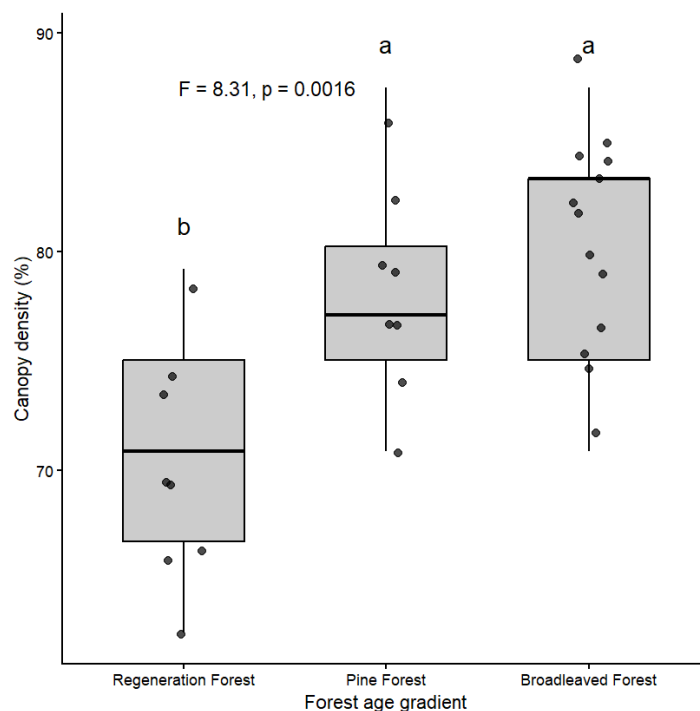 90
a
a
F = 8.31, p = 0.0016
b
80
70
Canopy density (%)
Regeneration Forest
Pine Forest
Broadleaved Forest
Forest age gradient